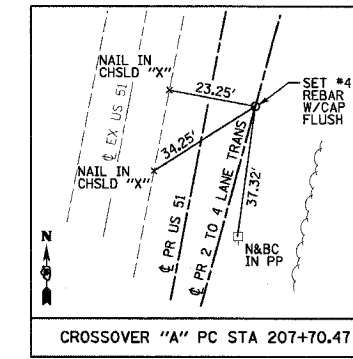 NAIL IN
CHSLD "X"
23.25'
SET #4
REBAR
W/CAP
FLUSH
℄ EX US 51
34.25'
NAIL IN
CHSLD "X"
℄ PR US 51
℄ PR 2 TO 4 LANE TRANS
37.32'
N&BC
IN PP
N
CROSSOVER "A" PC STA 207+70.47